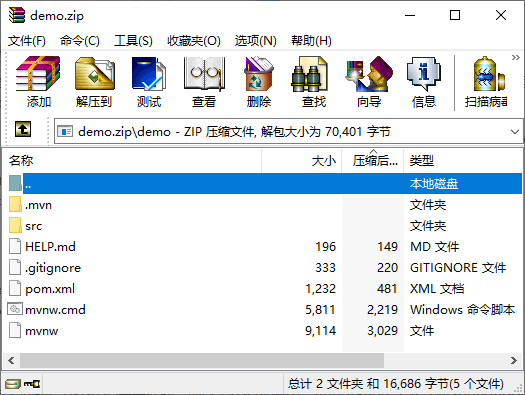 demo.zip
文件(F) 命令(C) 工具(S) 收藏夹(O) 选项(N) 帮助(H)
添加 解压到 测试 查看 删除 查找 向导 信息 扫描病毒
demo.zip\demo - ZIP 压缩文件, 解包大小为 70,401 字节
名称 大小 压缩后... 类型
.. 本地磁盘
.mvn 文件夹
src 文件夹
HELP.md 196 149 MD 文件
.gitignore 333 220 GITIGNORE 文件
pom.xml 1,232 481 XML 文档
mvnw.cmd 5,811 2,219 Windows 命令脚本
mvnw 9,114 3,029 文件
总计 2 文件夹 和 16,686 字节(5 个文件)